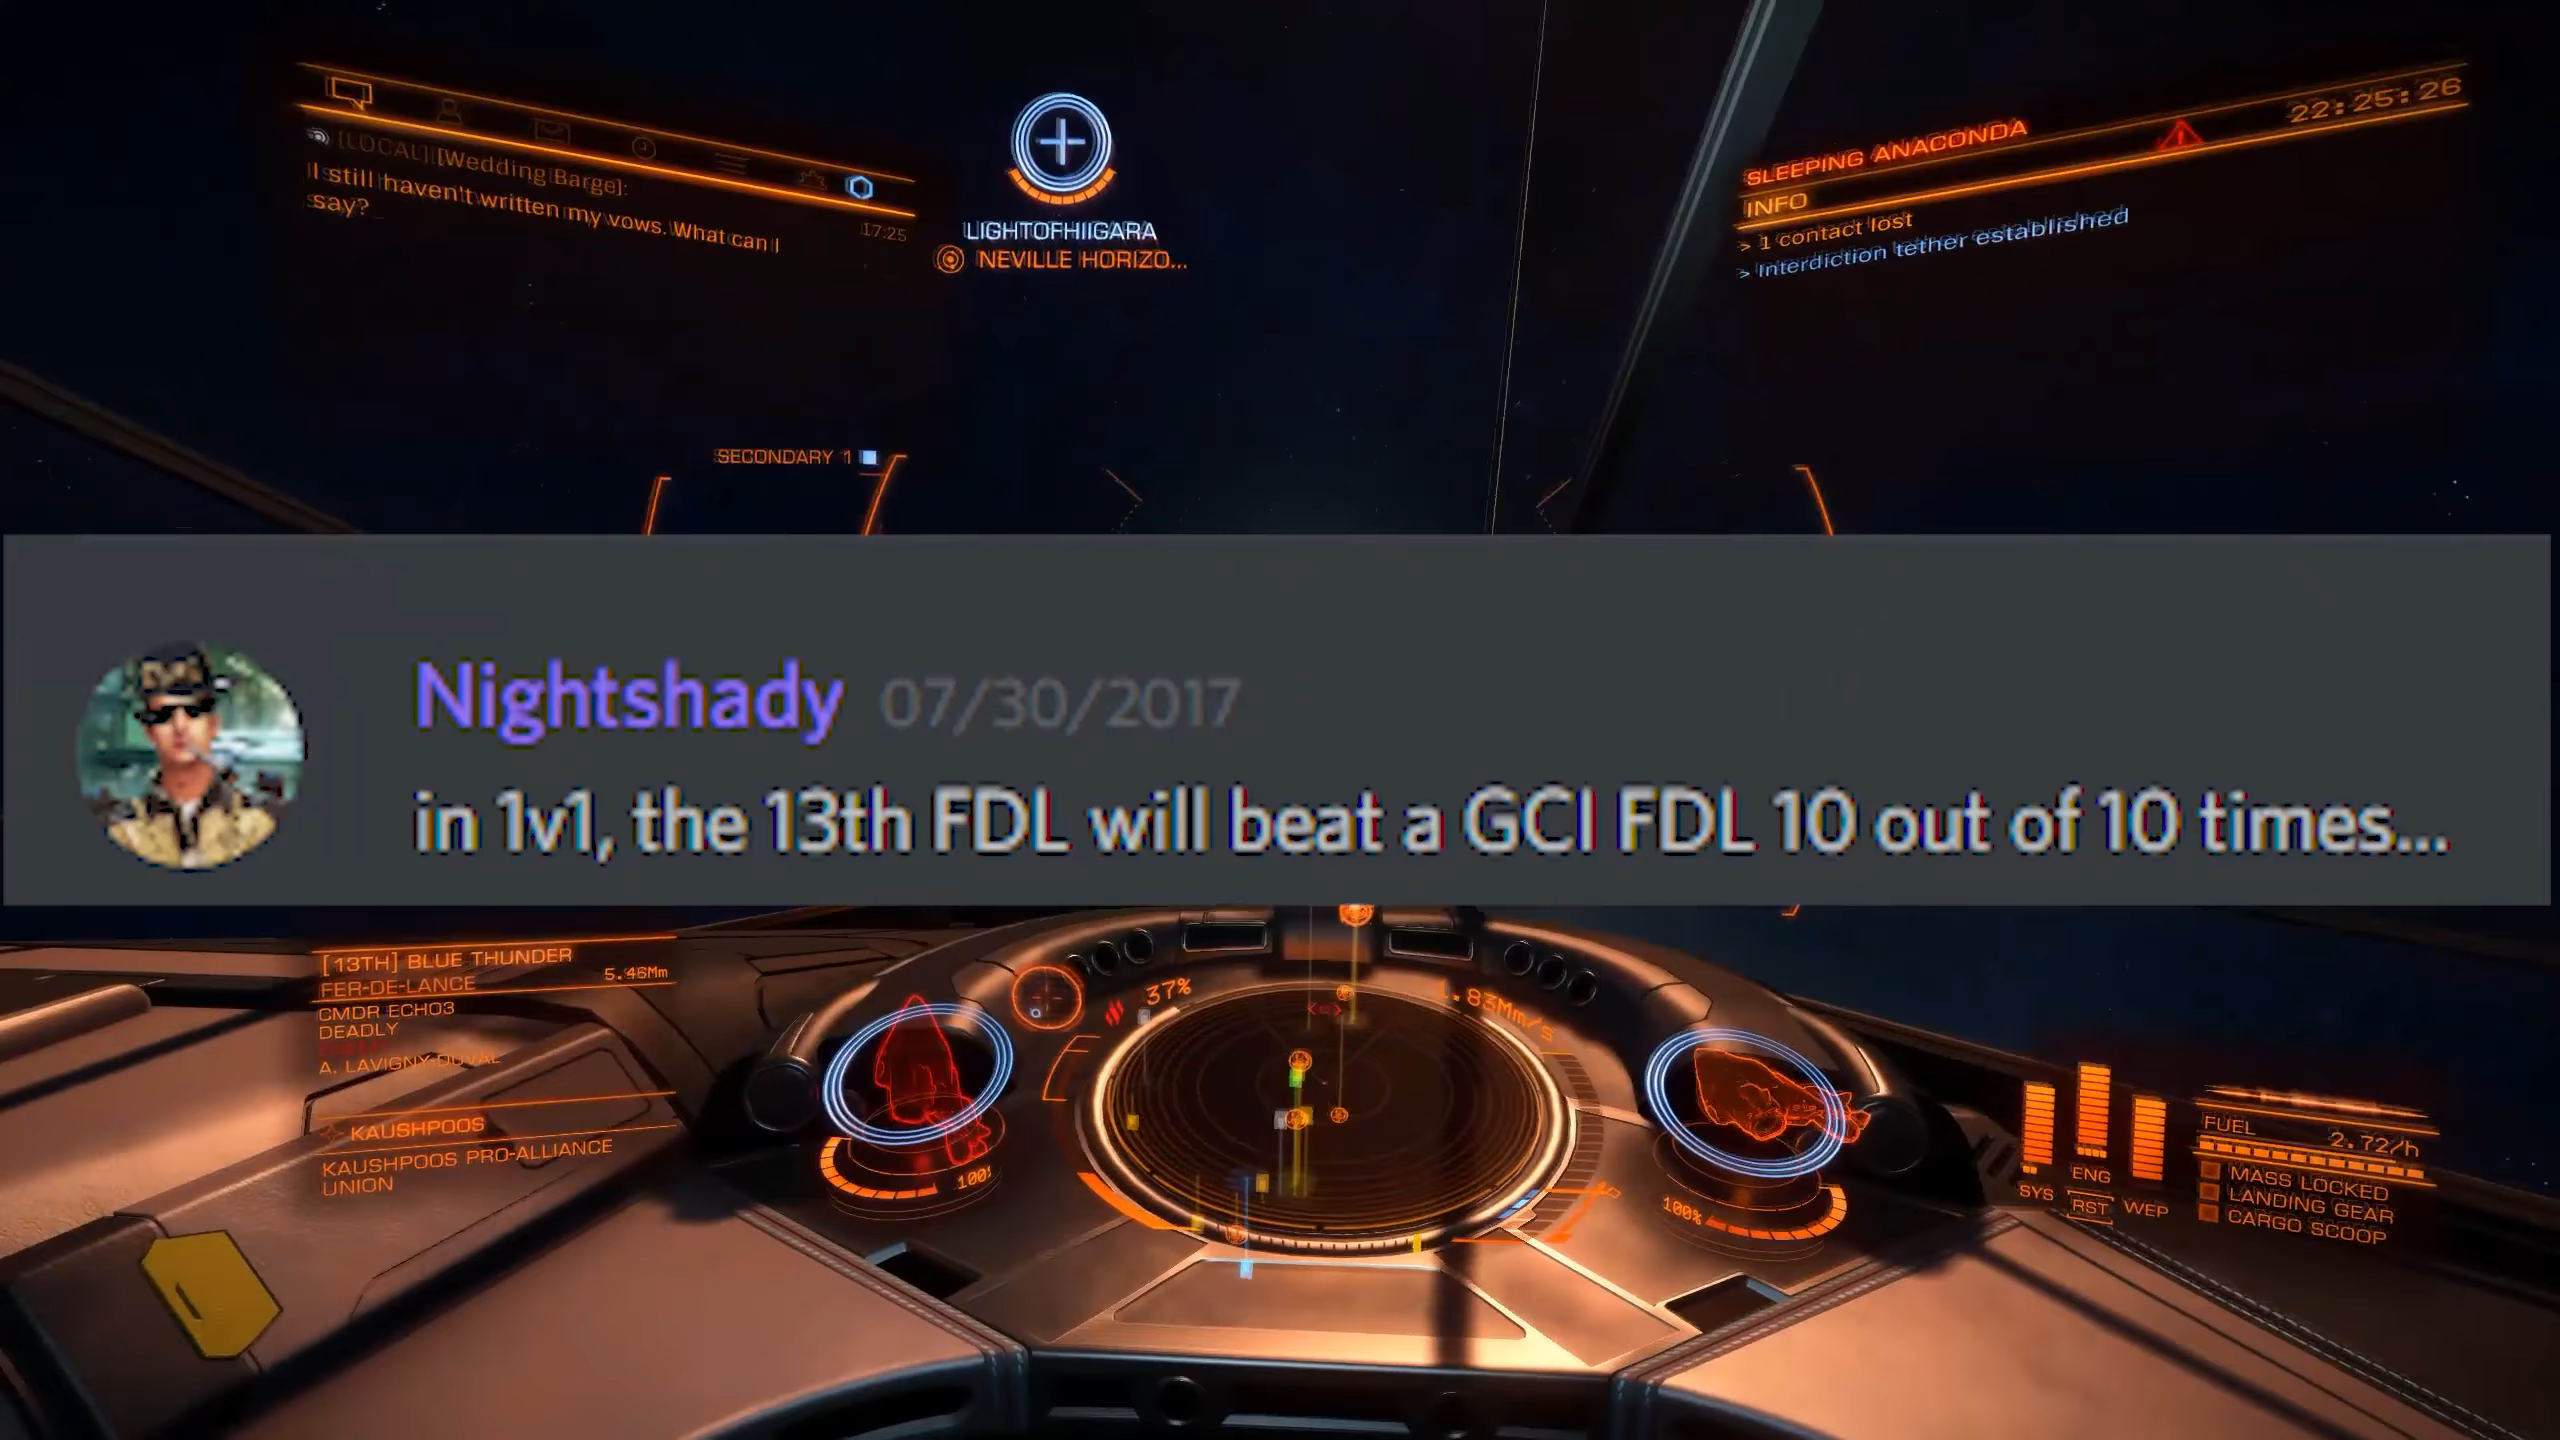 [LOCAL] [Wedding Barge]:
I still haven't written my vows. What can I
say?
17:25
LIGHTOFHIIGARA
NEVILLE HORIZO...
SLEEPING ANACONDA
22:25:26
INFO
> 1 contact lost
> Interdiction tether established
SECONDARY 1
Nightshady 07/30/2017
in 1v1, the 13th FDL will beat a GCI FDL 10 out of 10 times...
[13TH] BLUE THUNDER
FER-DE-LANCE
5.46Mm
CMDR ECHO3
DEADLY
A. LAVIGNY-DUVAL
KAUSHPOOS
KAUSHPOOS PRO-ALLIANCE
UNION
37%
1.83Mm/s
100%
SYS
ENG
RST
WEP
FUEL
2.72/h
MASS LOCKED
LANDING GEAR
CARGO SCOOP